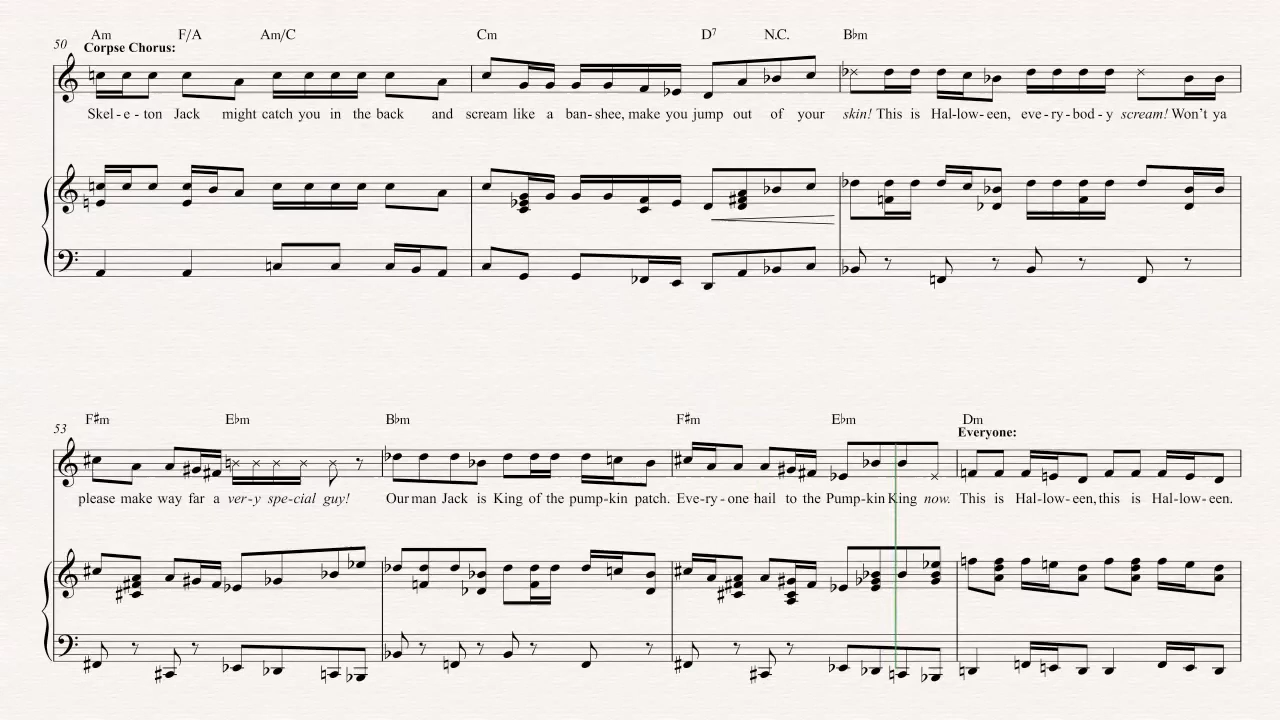 Am F/A Am/C Cm D7 N.C. B♭m
50 Corpse Chorus:
Skel - e - ton Jack might catch you in the back and scream like a ban - shee, make you jump out of your skin! This is Hal-low- een, eve - ry - bod - y scream! Won't ya
F♯m E♭m B♭m F♯m E♭m Dm
53 Everyone:
please make way far a ver-y spe-cial guy! Our man Jack is King of the pump-kin patch. Eve-ry - one hail to the Pump-kin King now. This is Hal-low-een, this is Hal-low-een.